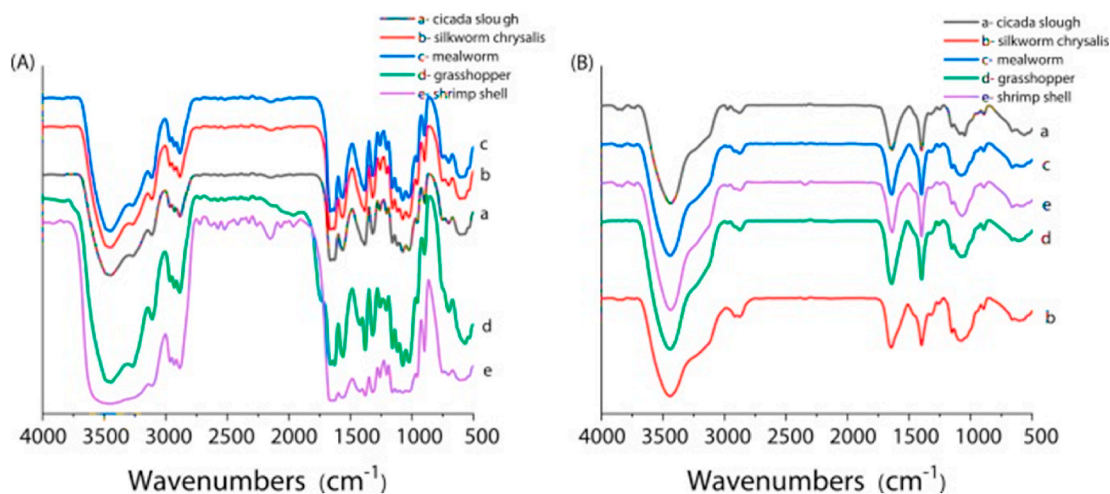 (A)
a- cicada slough
b- silkworm chrysalis
c- mealworm
d- grasshopper
e- shrimp shell
c
b
a
d
e
4000 3500 3000 2500 2000 1500 1000 500
Wavenumbers (cm-1)
(B)
a- cicada slough
b- silkworm chrysalis
c- mealworm
d- grasshopper
e- shrimp shell
a
c
e
d
b
4000 3500 3000 2500 2000 1500 1000 500
Wavenumbers (cm-1)